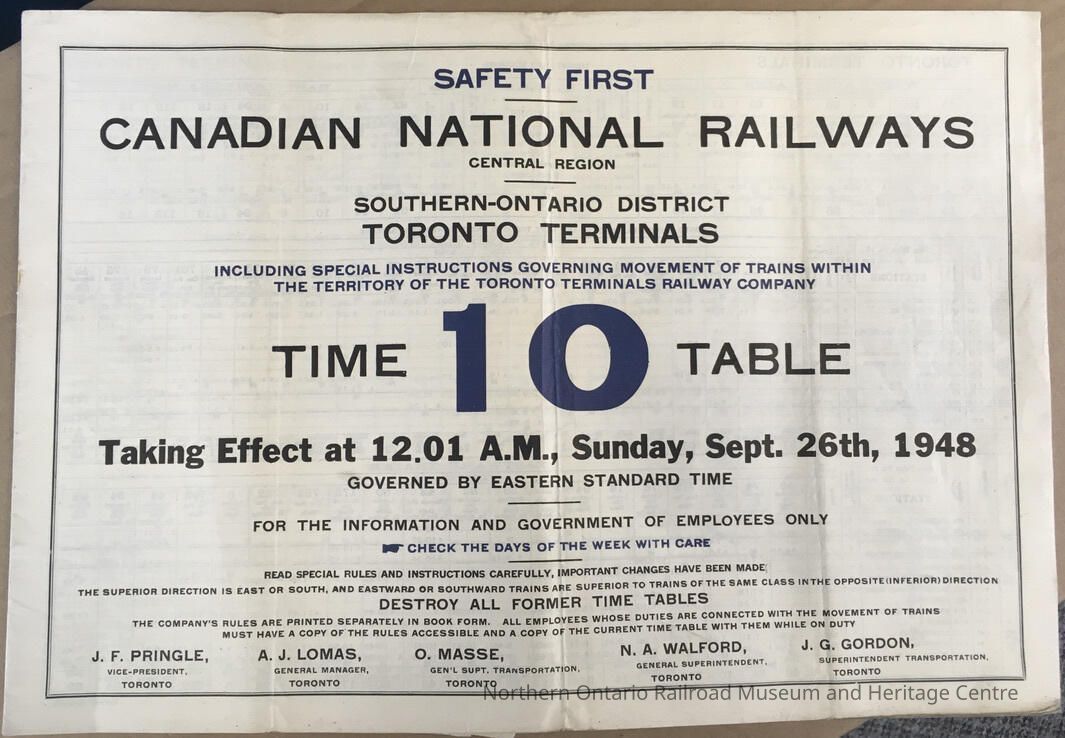 SAFETY FIRST
CANADIAN NATIONAL RAILWAYS
CENTRAL REGION
SOUTHERN-ONTARIO DISTRICT
TORONTO TERMINALS
INCLUDING SPECIAL INSTRUCTIONS GOVERNING MOVEMENT OF TRAINS WITHIN
THE TERRITORY OF THE TORONTO TERMINALS RAILWAY COMPANY
TIME 10 TABLE
Taking Effect at 12.01 A.M., Sunday, Sept. 26th, 1948
GOVERNED BY EASTERN STANDARD TIME
FOR THE INFORMATION AND GOVERNMENT OF EMPLOYEES ONLY
☛ CHECK THE DAYS OF THE WEEK WITH CARE
READ SPECIAL RULES AND INSTRUCTIONS CAREFULLY, IMPORTANT CHANGES HAVE BEEN MADE
THE SUPERIOR DIRECTION IS EAST OR SOUTH, AND EASTWARD OR SOUTHWARD TRAINS ARE SUPERIOR TO TRAINS OF THE SAME CLASS IN THE OPPOSITE (INFERIOR) DIRECTION
DESTROY ALL FORMER TIME TABLES
THE COMPANY'S RULES ARE PRINTED SEPARATELY IN BOOK FORM. ALL EMPLOYEES WHOSE DUTIES ARE CONNECTED WITH THE MOVEMENT OF TRAINS
MUST HAVE A COPY OF THE RULES ACCESSIBLE AND A COPY OF THE CURRENT TIME TABLE WITH THEM WHILE ON DUTY
J. F. PRINGLE,
VICE-PRESIDENT,
TORONTO
A. J. LOMAS,
GENERAL MANAGER,
TORONTO
O. MASSE,
GEN'L SUPT. TRANSPORTATION,
TORONTO
N. A. WALFORD,
GENERAL SUPERINTENDENT,
TORONTO
J. G. GORDON,
SUPERINTENDENT TRANSPORTATION,
TORONTO
Northern Ontario Railroad Museum and Heritage Centre